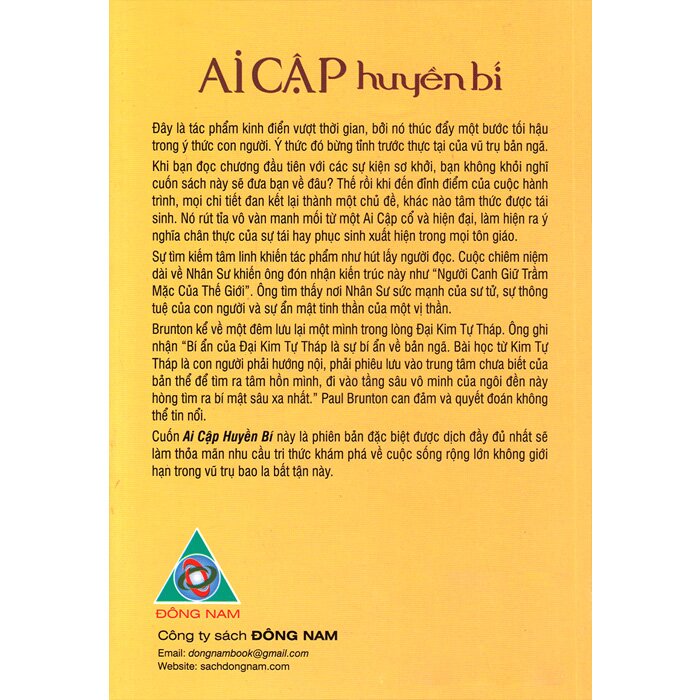 AI CẬP huyền bí
Đây là tác phẩm kinh điển vượt thời gian, bởi nó thúc đẩy một bước tối hậu
trong ý thức con người. Ý thức đó bừng tỉnh trước thực tại của vũ trụ bản ngã.
Khi bạn đọc chương đầu tiên với các sự kiện sơ khởi, bạn không khỏi nghĩ
cuốn sách này sẽ đưa bạn về đâu? Thế rồi khi đến đỉnh điểm của cuộc hành
trình, mọi chi tiết đan kết lại thành một chủ đề, khác nào tâm thức được tái
sinh. Nó rút tỉa vô vàn manh mối từ một Ai Cập cổ và hiện đại, làm hiện ra ý
nghĩa chân thực của sự tái hay phục sinh xuất hiện trong mọi tôn giáo.
Sự tìm kiếm tâm linh khiến tác phẩm như hút lấy người đọc. Cuộc chiêm niệm
dài về Nhân Sư khiến ông đón nhận kiến trúc này như “Người Canh Giữ Trầm
Mặc Của Thế Giới”. Ông tìm thấy nơi Nhân Sư sức mạnh của sư tử, sự thông
tuệ của con người và sự ẩn mật tinh thần của một vị thần.
Brunton kể về một đêm lưu lại một mình trong lòng Đại Kim Tự Tháp. Ông ghi
nhận “Bí ẩn của Đại Kim Tự Tháp là sự bí ẩn về bản ngã. Bài học từ Kim Tự
Tháp là con người phải hướng nội, phải phiêu lưu vào trung tâm chưa biết của
bản thể để tìm ra tâm hồn mình, đi vào tầng sâu vô minh của ngôi đền này
hòng tìm ra bí mật sâu xa nhất.” Paul Brunton can đảm và quyết đoán không
thể tin nổi.
Cuốn Ai Cập Huyền Bí này là phiên bản đặc biệt được dịch đầy đủ nhất sẽ
làm thỏa mãn nhu cầu tri thức khám phá về cuộc sống rộng lớn không giới
hạn trong vũ trụ bao la bất tận này.
ĐÔNG NAM
Công ty sách ĐÔNG NAM
Email: dongnambook@gmail.com
Website: sachdongnam.com